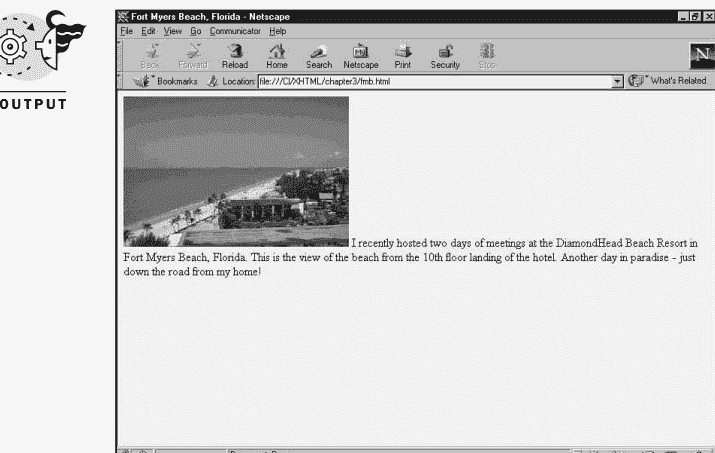 Fort Myers Beach, Florida - Netscape
File Edit View Go Communicator Help
Back Forward Reload Home Search Netscape Print Security Stop
Bookmarks Location: file:///C|/XHTML/chapter3/fmb.html What's Related
OUTPUT
I recently hosted two days of meetings at the DiamondHead Beach Resort in
Fort Myers Beach, Florida. This is the view of the beach from the 10th floor landing of the hotel. Another day in paradise - just
down the road from my home!